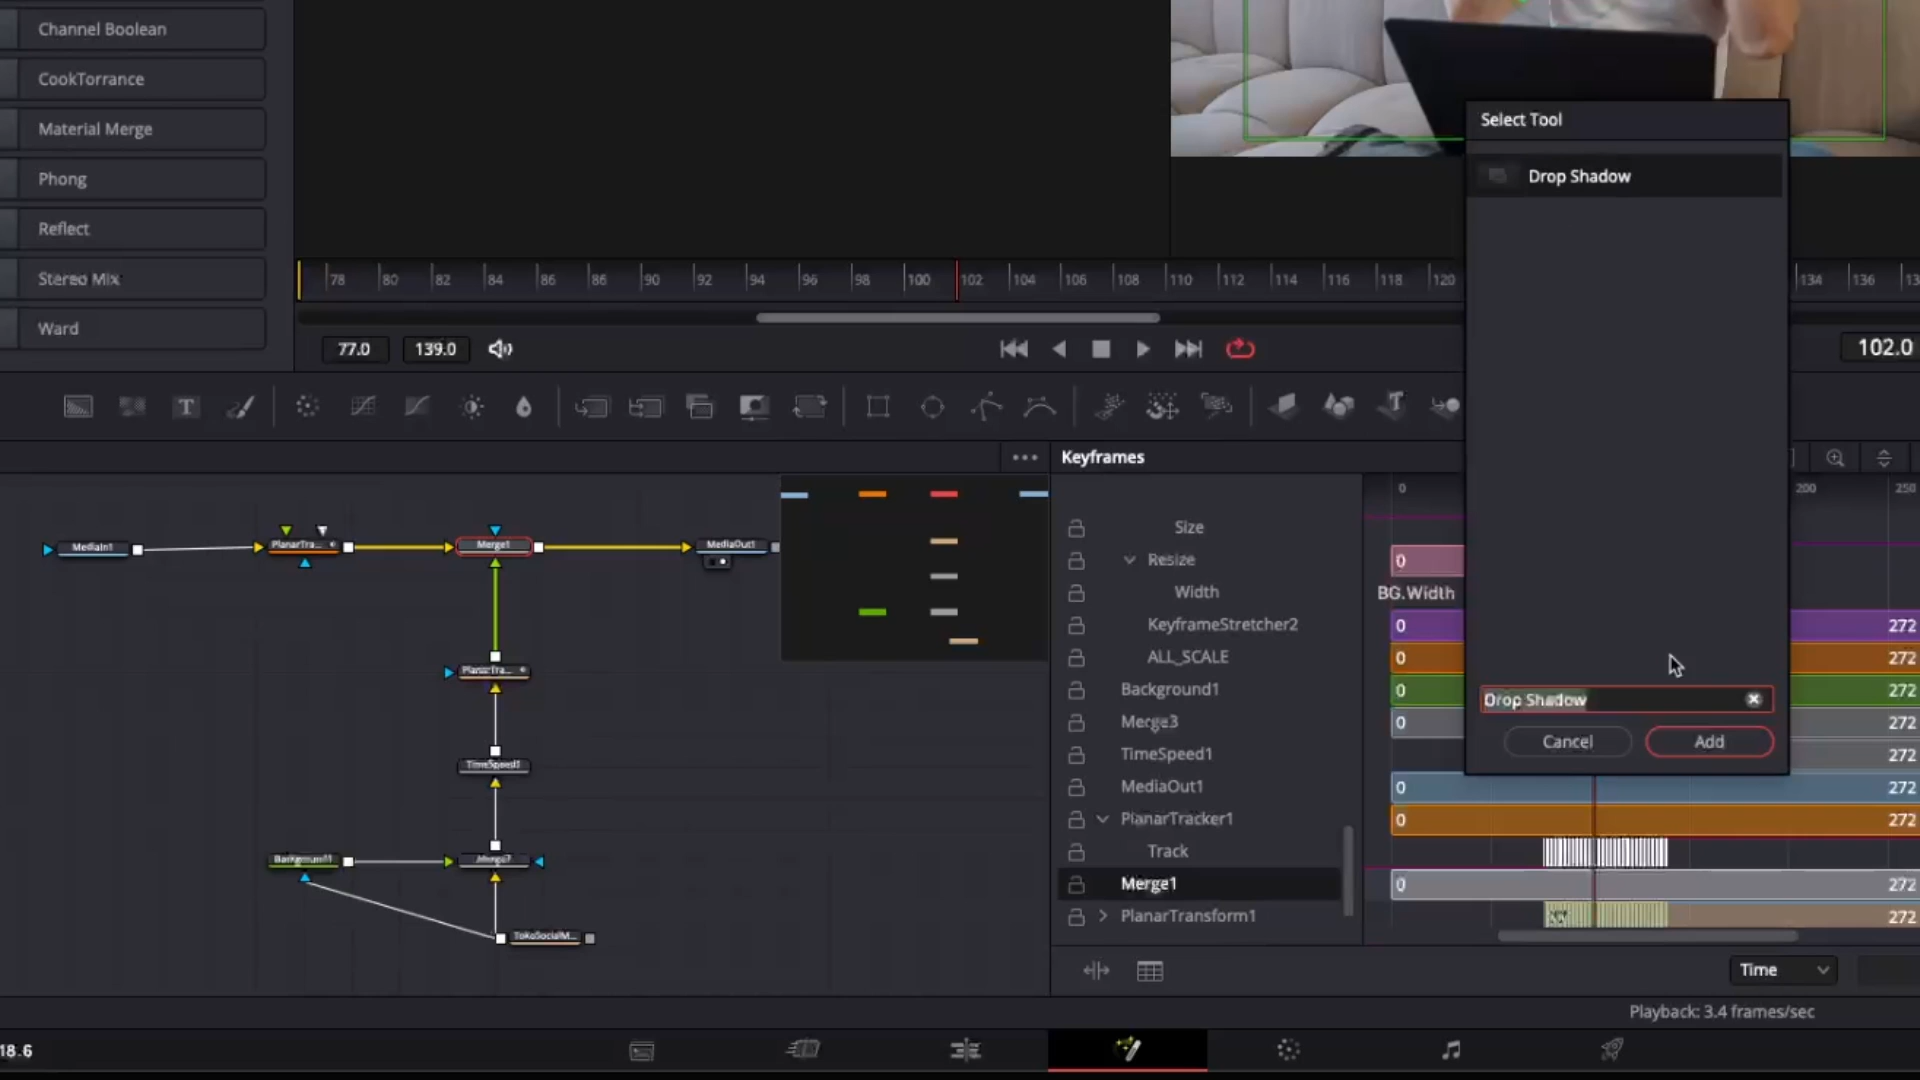 Channel Boolean
CookTorrance
Material Merge
Phong
Reflect
Stereo Mix
Ward
Select Tool
Drop Shadow
78 80 82 84 86 88 90 92 94 96 98 100 102 104 106 108 110 112 114 116 118 120 134 136
77.0 139.0
102.0
Keyframes
0 200 250
MediaIn1
PlanarTra...
Merge1
MediaOut1
PlanarTra...
TimeSpeed1
ToKoSocialM...
Size
Resize 0
Width BG.Width
KeyframeStretcher2 0 272
ALL_SCALE 0 272
Background1 0 272
Merge3 0 272
TimeSpeed1 272
MediaOut1 0 272
PlanarTracker1 0 272
Track
Merge1 0 272
PlanarTransform1 272
Drop Shadow
Cancel Add
Time
Playback: 3.4 frames/sec
18.6